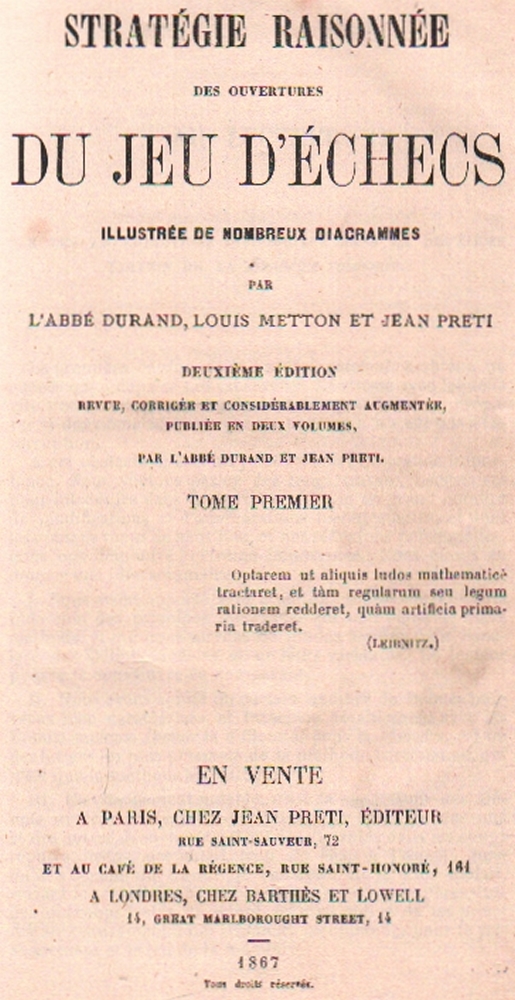 STRATÉGIE RAISONNÉE
DES OUVERTURES
DU JEU D'ÉCHECS
ILLUSTRÉE DE NOMBREUX DIAGRAMMES
PAR
L'ABBÉ DURAND, LOUIS METTON ET JEAN PRETI
DEUXIÈME ÉDITION
REVUE, CORRIGÉE ET CONSIDÉRABLEMENT AUGMENTÉE,
PUBLIÉE EN DEUX VOLUMES,
PAR L'ABBÉ DURAND ET JEAN PRETI.
TOME PREMIER
Optarem ut aliquis ludos mathematicè
tractaret, et tàm regularum seu legum
rationem redderet, quàm artificia prima-
ria traderet.
(LEIBNITZ.)
EN VENTE
A PARIS, CHEZ JEAN PRETI, ÉDITEUR
RUE SAINT-SAUVEUR, 72
ET AU CAFÉ DE LA RÉGENCE, RUE SAINT-HONORÉ, 161
A LONDRES, CHEZ BARTHÈS ET LOWELL
14, GREAT MARLBOROUGHT STREET, 14
1867
Tous droits réservés.